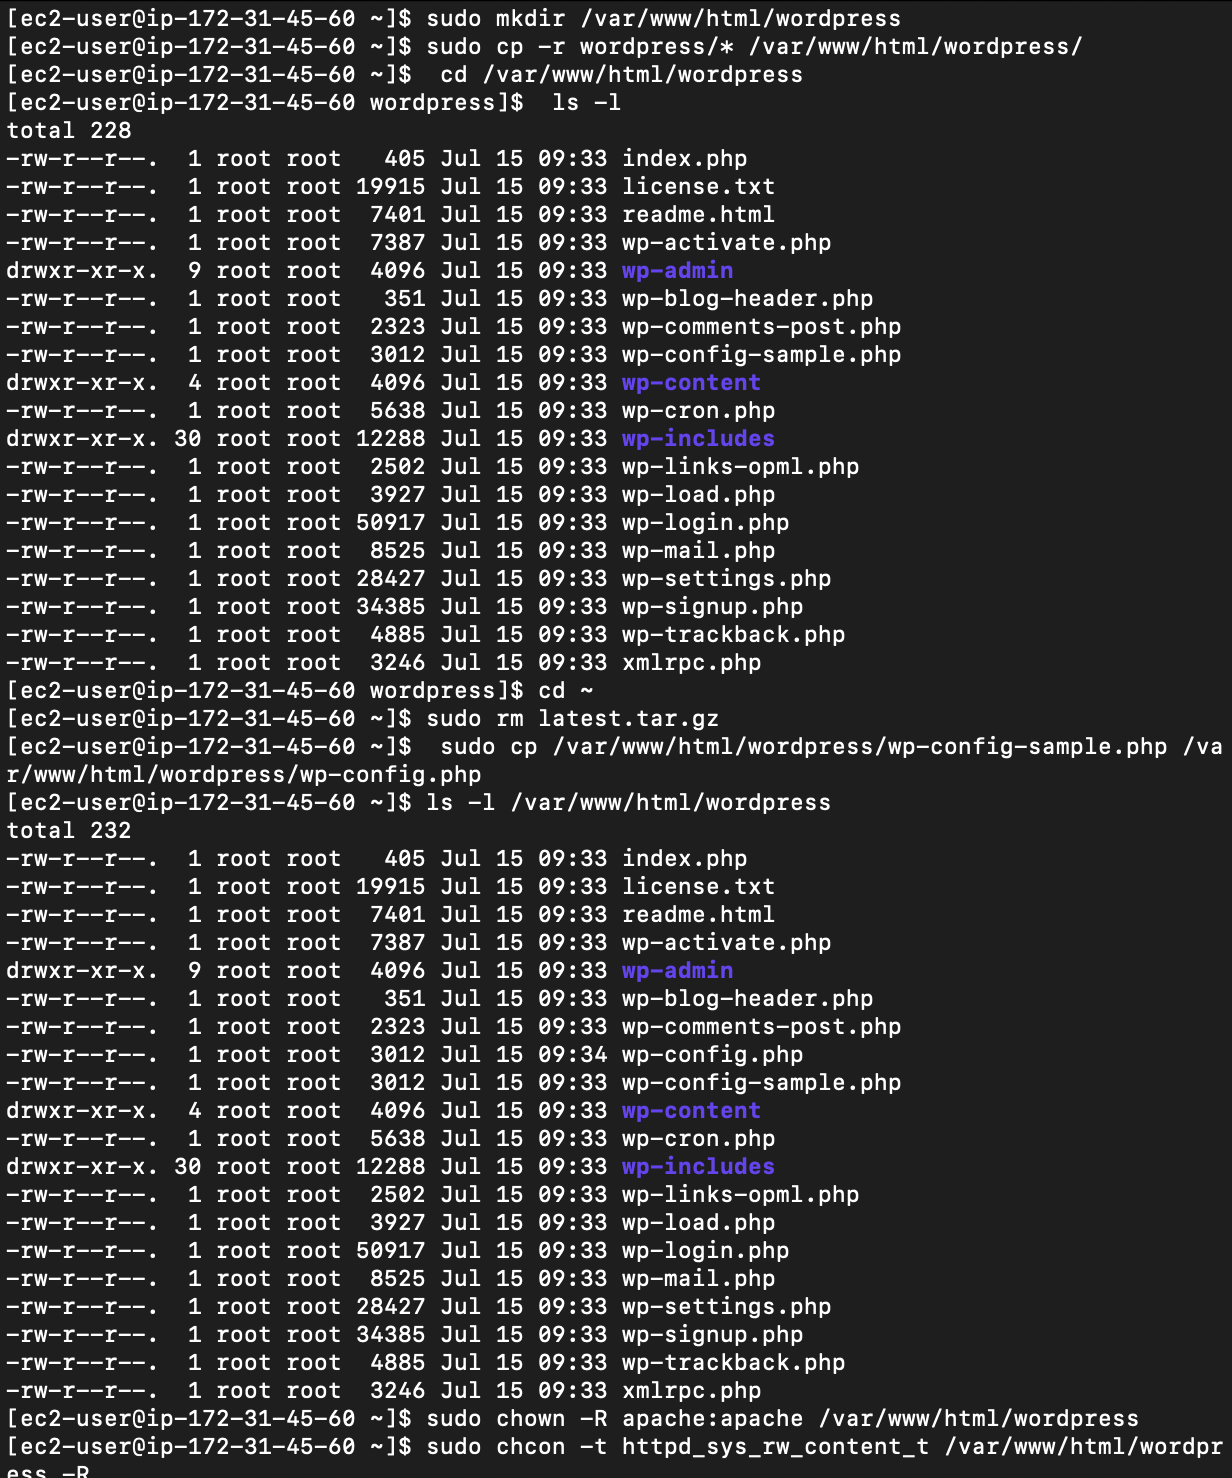 [ec2-user@ip-172-31-45-60 ~]$ sudo mkdir /var/www/html/wordpress
[ec2-user@ip-172-31-45-60 ~]$ sudo cp -r wordpress/* /var/www/html/wordpress/
[ec2-user@ip-172-31-45-60 ~]$  cd /var/www/html/wordpress
[ec2-user@ip-172-31-45-60 wordpress]$  ls -l
total 228
-rw-r--r--.  1 root root   405 Jul 15 09:33 index.php
-rw-r--r--.  1 root root 19915 Jul 15 09:33 license.txt
-rw-r--r--.  1 root root  7401 Jul 15 09:33 readme.html
-rw-r--r--.  1 root root  7387 Jul 15 09:33 wp-activate.php
drwxr-xr-x.  9 root root  4096 Jul 15 09:33 wp-admin
-rw-r--r--.  1 root root   351 Jul 15 09:33 wp-blog-header.php
-rw-r--r--.  1 root root  2323 Jul 15 09:33 wp-comments-post.php
-rw-r--r--.  1 root root  3012 Jul 15 09:33 wp-config-sample.php
drwxr-xr-x.  4 root root  4096 Jul 15 09:33 wp-content
-rw-r--r--.  1 root root  5638 Jul 15 09:33 wp-cron.php
drwxr-xr-x. 30 root root 12288 Jul 15 09:33 wp-includes
-rw-r--r--.  1 root root  2502 Jul 15 09:33 wp-links-opml.php
-rw-r--r--.  1 root root  3927 Jul 15 09:33 wp-load.php
-rw-r--r--.  1 root root 50917 Jul 15 09:33 wp-login.php
-rw-r--r--.  1 root root  8525 Jul 15 09:33 wp-mail.php
-rw-r--r--.  1 root root 28427 Jul 15 09:33 wp-settings.php
-rw-r--r--.  1 root root 34385 Jul 15 09:33 wp-signup.php
-rw-r--r--.  1 root root  4885 Jul 15 09:33 wp-trackback.php
-rw-r--r--.  1 root root  3246 Jul 15 09:33 xmlrpc.php
[ec2-user@ip-172-31-45-60 wordpress]$ cd ~
[ec2-user@ip-172-31-45-60 ~]$ sudo rm latest.tar.gz
[ec2-user@ip-172-31-45-60 ~]$  sudo cp /var/www/html/wordpress/wp-config-sample.php /va
r/www/html/wordpress/wp-config.php
[ec2-user@ip-172-31-45-60 ~]$ ls -l /var/www/html/wordpress
total 232
-rw-r--r--.  1 root root   405 Jul 15 09:33 index.php
-rw-r--r--.  1 root root 19915 Jul 15 09:33 license.txt
-rw-r--r--.  1 root root  7401 Jul 15 09:33 readme.html
-rw-r--r--.  1 root root  7387 Jul 15 09:33 wp-activate.php
drwxr-xr-x.  9 root root  4096 Jul 15 09:33 wp-admin
-rw-r--r--.  1 root root   351 Jul 15 09:33 wp-blog-header.php
-rw-r--r--.  1 root root  2323 Jul 15 09:33 wp-comments-post.php
-rw-r--r--.  1 root root  3012 Jul 15 09:34 wp-config.php
-rw-r--r--.  1 root root  3012 Jul 15 09:33 wp-config-sample.php
drwxr-xr-x.  4 root root  4096 Jul 15 09:33 wp-content
-rw-r--r--.  1 root root  5638 Jul 15 09:33 wp-cron.php
drwxr-xr-x. 30 root root 12288 Jul 15 09:33 wp-includes
-rw-r--r--.  1 root root  2502 Jul 15 09:33 wp-links-opml.php
-rw-r--r--.  1 root root  3927 Jul 15 09:33 wp-load.php
-rw-r--r--.  1 root root 50917 Jul 15 09:33 wp-login.php
-rw-r--r--.  1 root root  8525 Jul 15 09:33 wp-mail.php
-rw-r--r--.  1 root root 28427 Jul 15 09:33 wp-settings.php
-rw-r--r--.  1 root root 34385 Jul 15 09:33 wp-signup.php
-rw-r--r--.  1 root root  4885 Jul 15 09:33 wp-trackback.php
-rw-r--r--.  1 root root  3246 Jul 15 09:33 xmlrpc.php
[ec2-user@ip-172-31-45-60 ~]$ sudo chown -R apache:apache /var/www/html/wordpress
[ec2-user@ip-172-31-45-60 ~]$ sudo chcon -t httpd_sys_rw_content_t /var/www/html/wordpr
ess -R